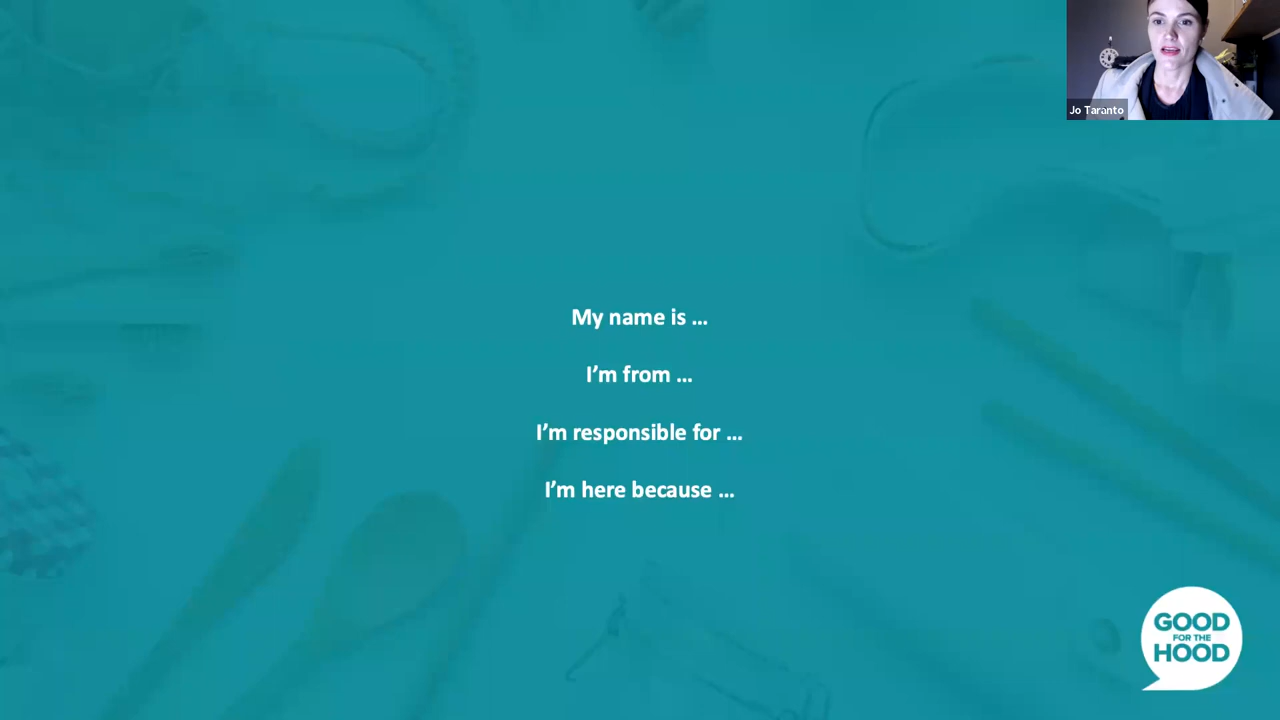 Jo Taranto
My name is ...
I'm from ...
I'm responsible for ...
I'm here because ...
GOOD
FOR THE
HOOD